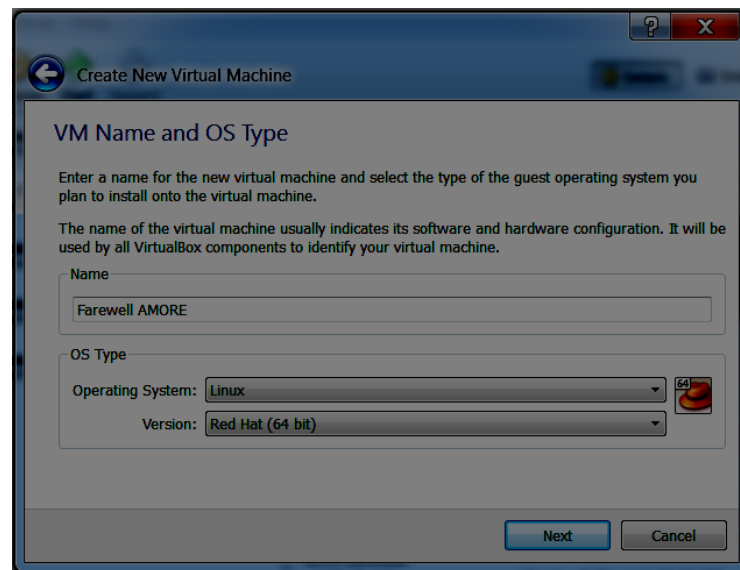 Create New Virtual Machine
VM Name and OS Type
Enter a name for the new virtual machine and select the type of the guest operating system you
plan to install onto the virtual machine.
The name of the virtual machine usually indicates its software and hardware configuration. It will be
used by all VirtualBox components to identify your virtual machine.
Name
Farewell AMORE
OS Type
Operating System: Linux
64
Version: Red Hat (64 bit)
Next Cancel